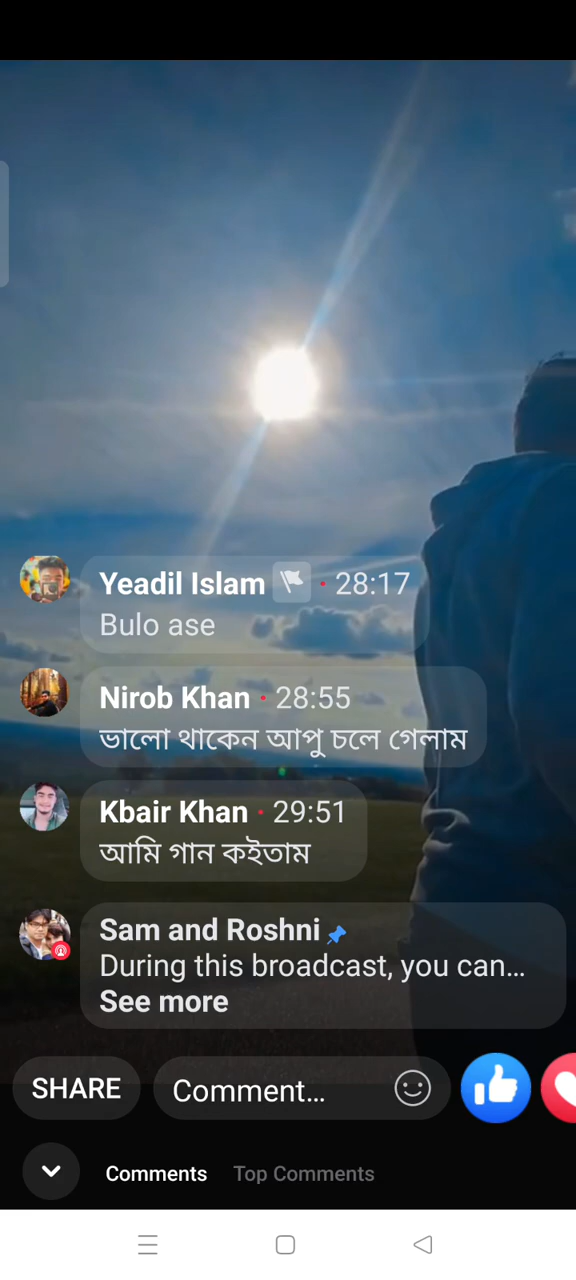 Yeadil Islam · 28:17
Bulo ase
Nirob Khan · 28:55
ভালো থাকেন আপু চলে গেলাম
Kbair Khan · 29:51
আমি গান কইতাম
Sam and Roshni
During this broadcast, you can...
See more
SHARE Comment...
Comments Top Comments